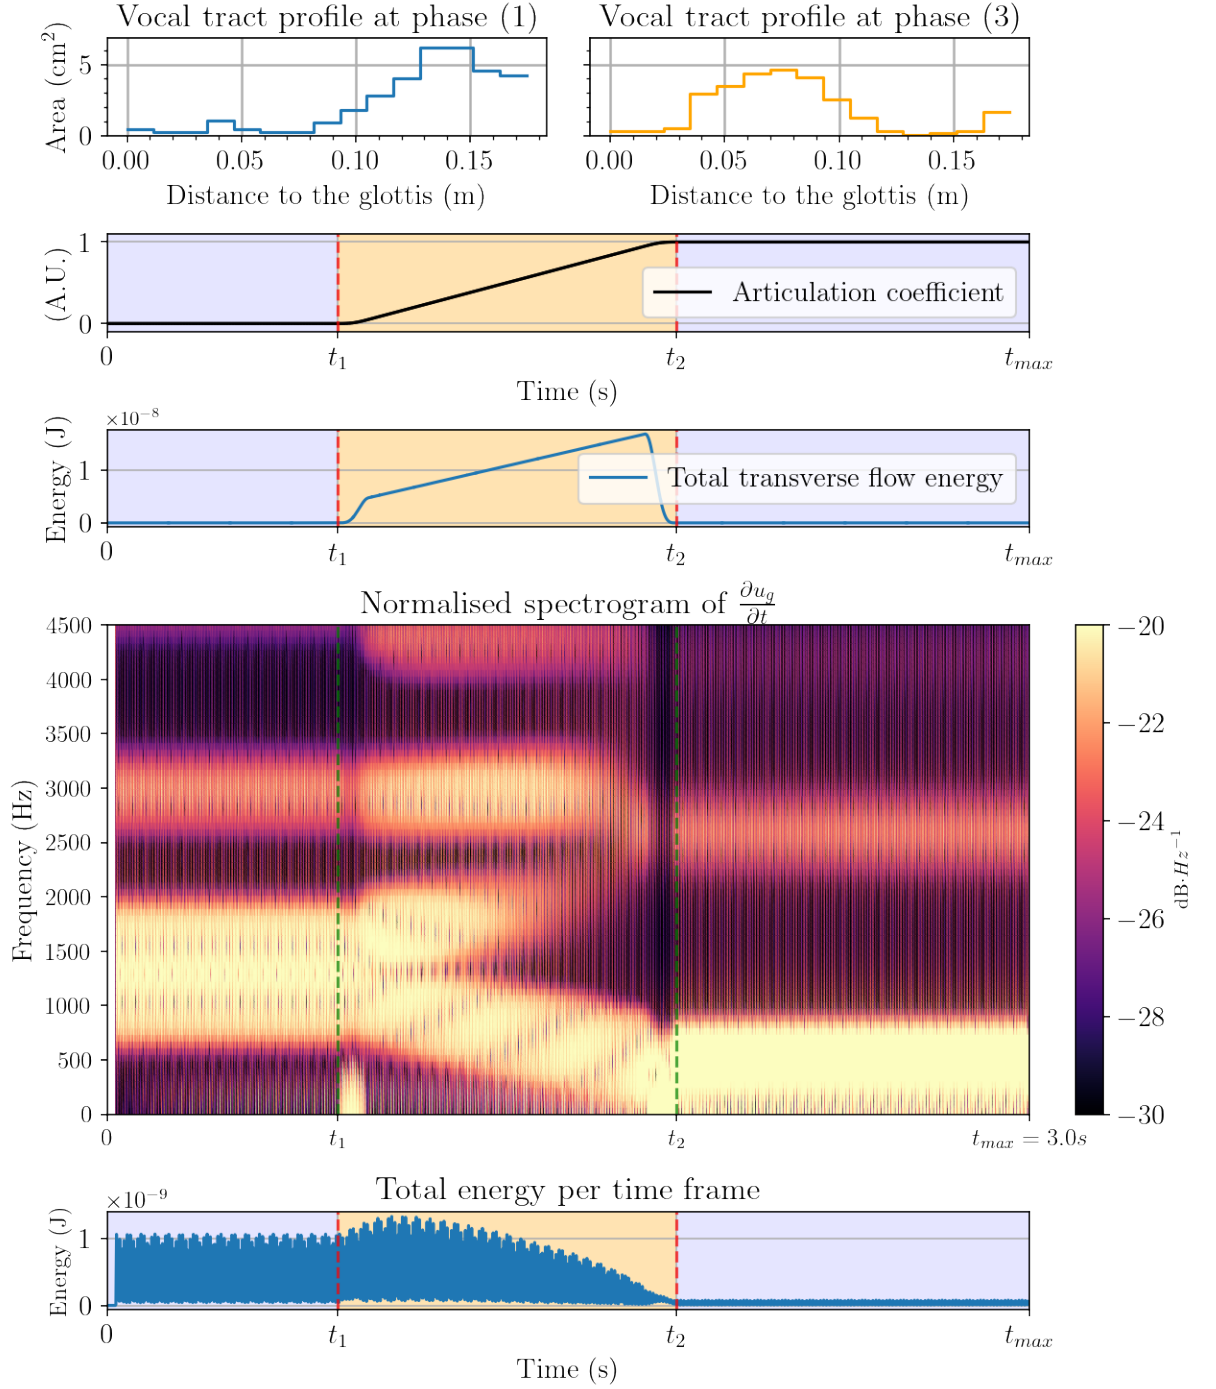 Vocal tract profile at phase (1) Vocal tract profile at phase (3)
Area (cm²)
5
0
0.00 0.05 0.10 0.15
0.00 0.05 0.10 0.15
Distance to the glottis (m)
Distance to the glottis (m)
(A.U.)
1
0
Articulation coefficient
0 t₁ t₂ tₘₐₓ
Time (s)
×10⁻⁸
Energy (J)
1
0
Total transverse flow energy
0 t₁ t₂ tₘₐₓ
Normalised spectrogram of ∂u_g/∂t
Frequency (Hz)
4500
4000
3500
3000
2500
2000
1500
1000
500
0
0 t₁ t₂ tₘₐₓ = 3.0s
−20
−22
−24
−26
−28
−30
dB·Hz⁻¹
Total energy per time frame
×10⁻⁹
Energy (J)
1
0
0 t₁ t₂ tₘₐₓ
Time (s)